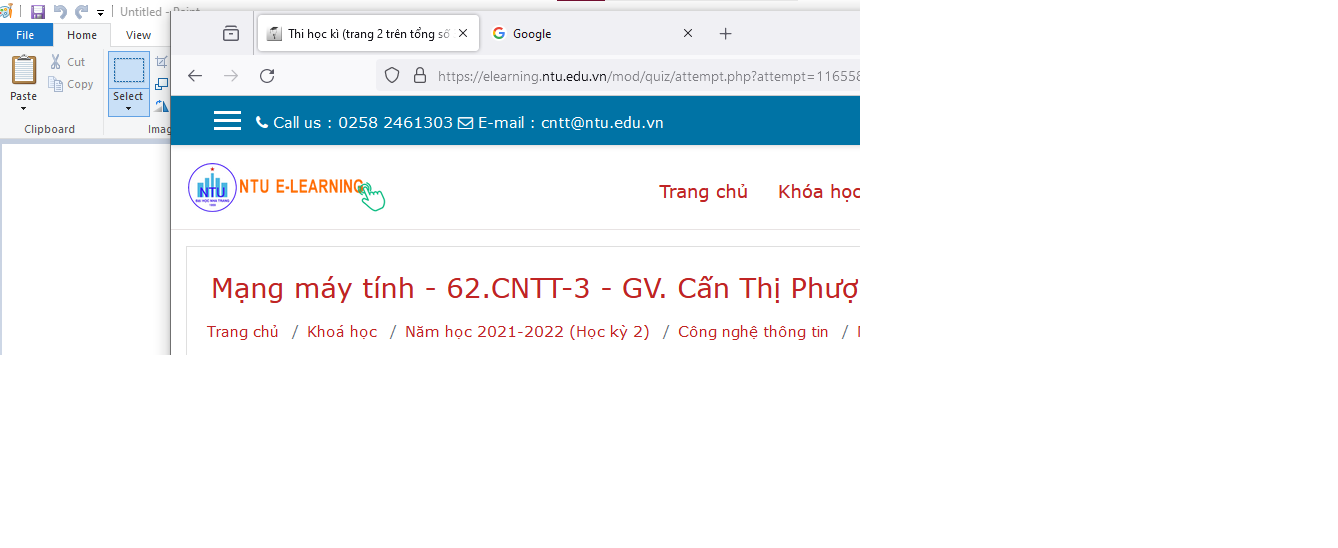 Untitled - Paint
File Home View
Paste Cut Copy Select
Clipboard Imag
Thi học kì (trang 2 trên tổng số Google
https://elearning.ntu.edu.vn/mod/quiz/attempt.php?attempt=116558
Call us : 0258 2461303 E-mail : cntt@ntu.edu.vn
NTU NTU E-LEARNING Trang chủ Khóa học
Mạng máy tính - 62.CNTT-3 - GV. Cấn Thị Phượ
Trang chủ / Khoá học / Năm học 2021-2022 (Học kỳ 2) / Công nghệ thông tin /